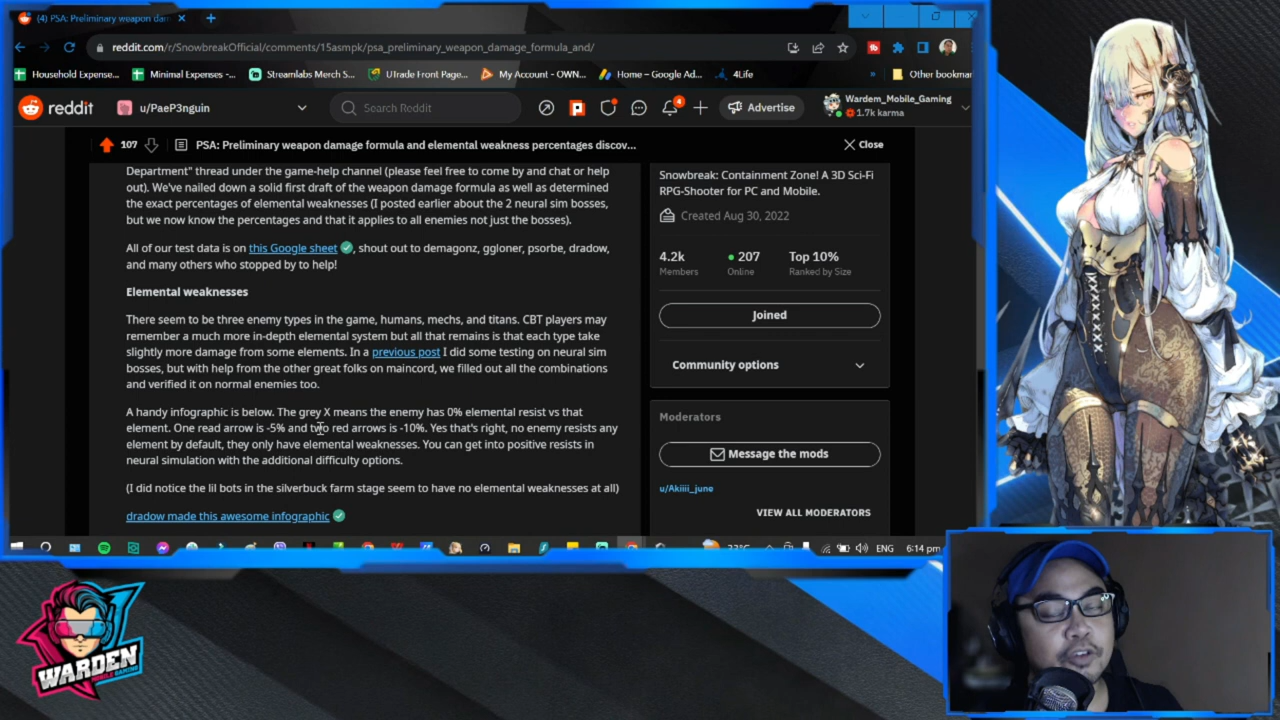 (4) PSA: Preliminary weapon dam
reddit.com/r/SnowbreakOfficial/comments/15asmpk/psa_preliminary_weapon_damage_formula_and/
Household Expense...
Minimal Expenses -...
Streamlabs Merch S...
UTrade Front Page...
My Account - OWN...
Home – Google Ad...
4Life
»
Other bookmar
reddit
u/PaeP3nguin
Search Reddit
4
Advertise
Wardem_Mobile_Gaming
1.7k karma
107
PSA: Preliminary weapon damage formula and elemental weakness percentages discov...
Close
Department" thread under the game-help channel (please feel free to come by and chat or help
out). We've nailed down a solid first draft of the weapon damage formula as well as determined
the exact percentages of elemental weaknesses (I posted earlier about the 2 neural sim bosses,
but we now know the percentages and that it applies to all enemies not just the bosses).
All of our test data is on this Google sheet, shout out to demagonz, ggloner, psorbe, dradow,
and many others who stopped by to help!
Elemental weaknesses
There seem to be three enemy types in the game, humans, mechs, and titans. CBT players may
remember a much more in-depth elemental system but all that remains is that each type take
slightly more damage from some elements. In a previous post I did some testing on neural sim
bosses, but with help from the other great folks on maincord, we filled out all the combinations
and verified it on normal enemies too.
A handy infographic is below. The grey X means the enemy has 0% elemental resist vs that
element. One read arrow is -5% and two red arrows is -10%. Yes that's right, no enemy resists any
element by default, they only have elemental weaknesses. You can get into positive resists in
neural simulation with the additional difficulty options.
(I did notice the lil bots in the silverbuck farm stage seem to have no elemental weaknesses at all)
dradow made this awesome infographic
Snowbreak: Containment Zone! A 3D Sci-Fi
RPG-Shooter for PC and Mobile.
Created Aug 30, 2022
4.2k
207
Top 10%
Members
Online
Ranked by Size
Joined
Community options
Moderators
Message the mods
u/Akiiii_june
VIEW ALL MODERATORS
ENG
6:14 pm
WARDEN
MOBILE GAMING